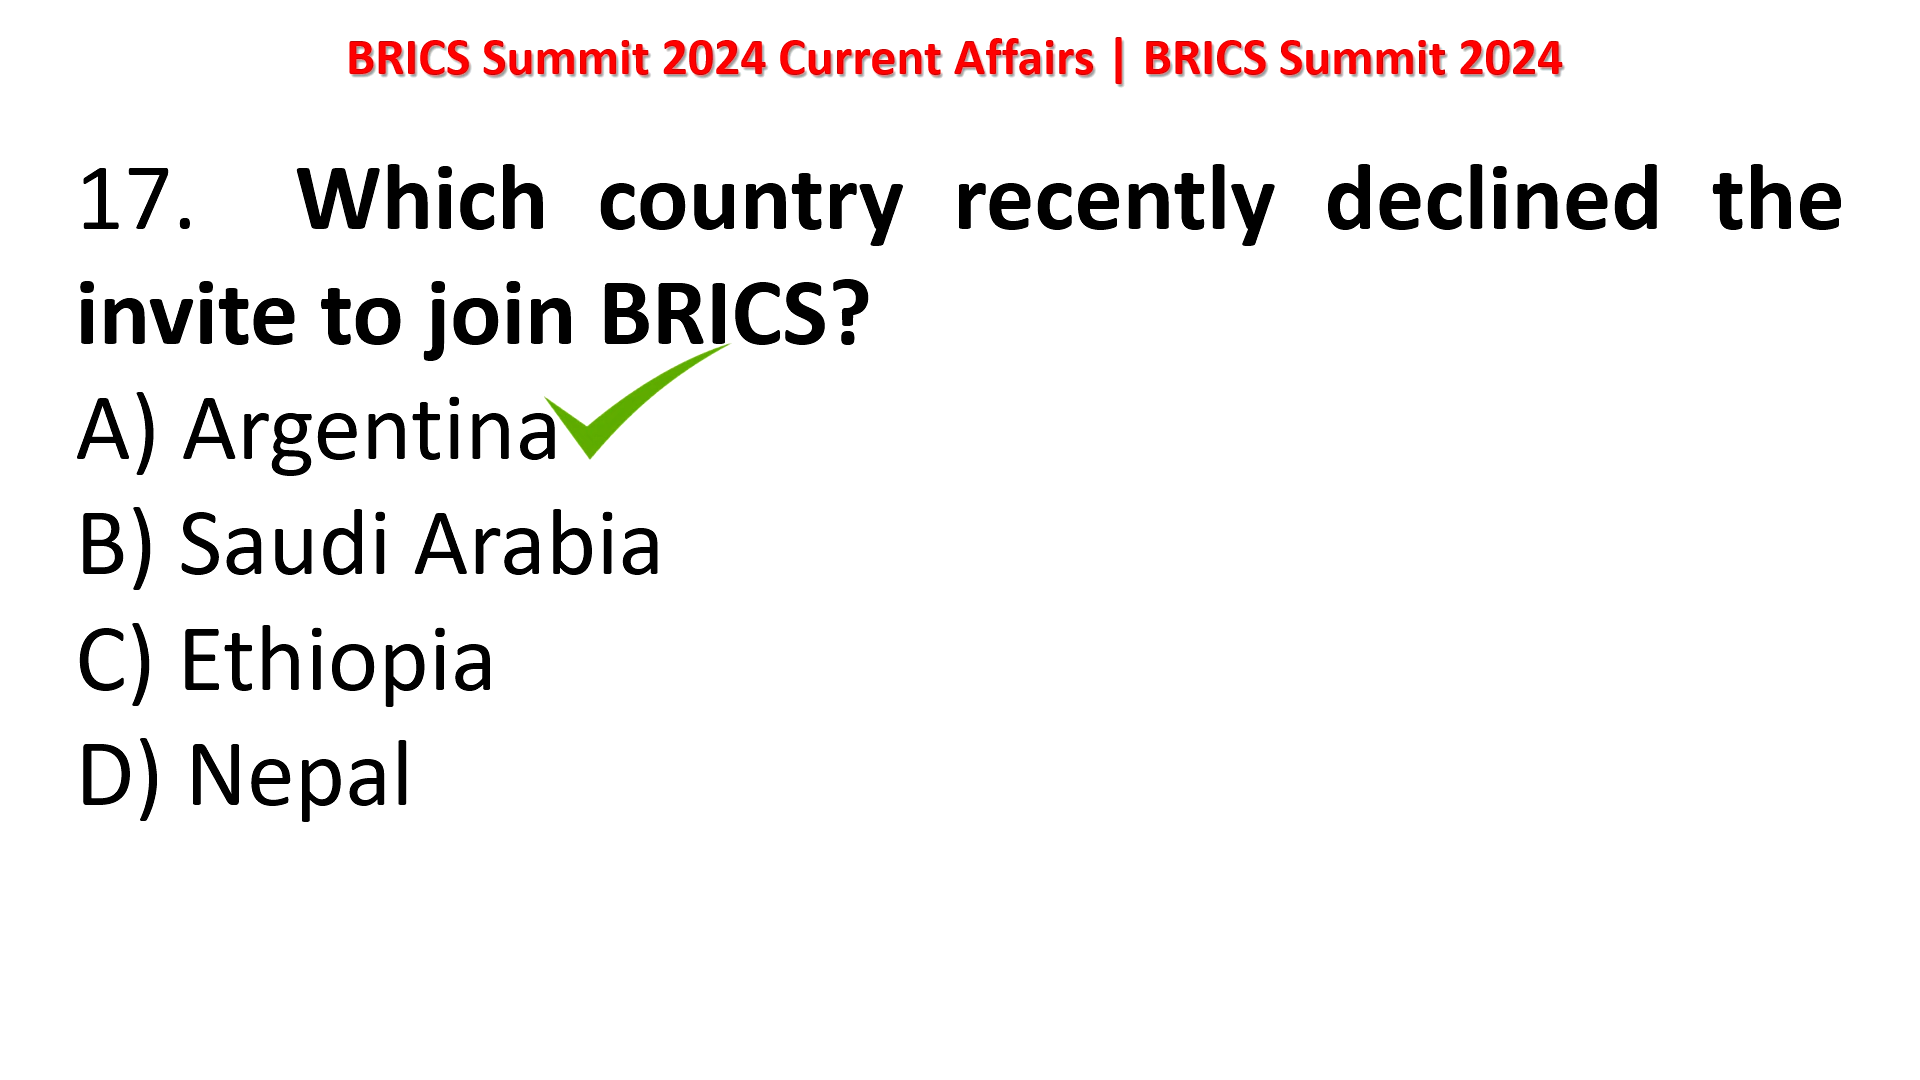 BRICS Summit 2024 Current Affairs | BRICS Summit 2024
17. Which country recently declined the
invite to join BRICS?
A) Argentina
B) Saudi Arabia
C) Ethiopia
D) Nepal